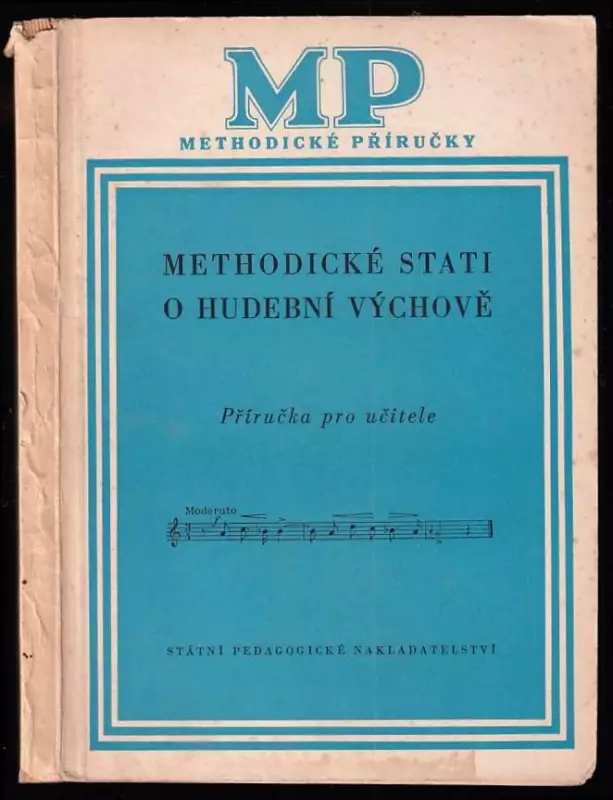 MP
METHODICKÉ PŘÍRUČKY
METHODICKÉ STATI
O HUDEBNÍ VÝCHOVĚ
Příručka pro učitele
Moderato
f
STÁTNÍ PEDAGOGICKÉ NAKLADATELSTVÍ